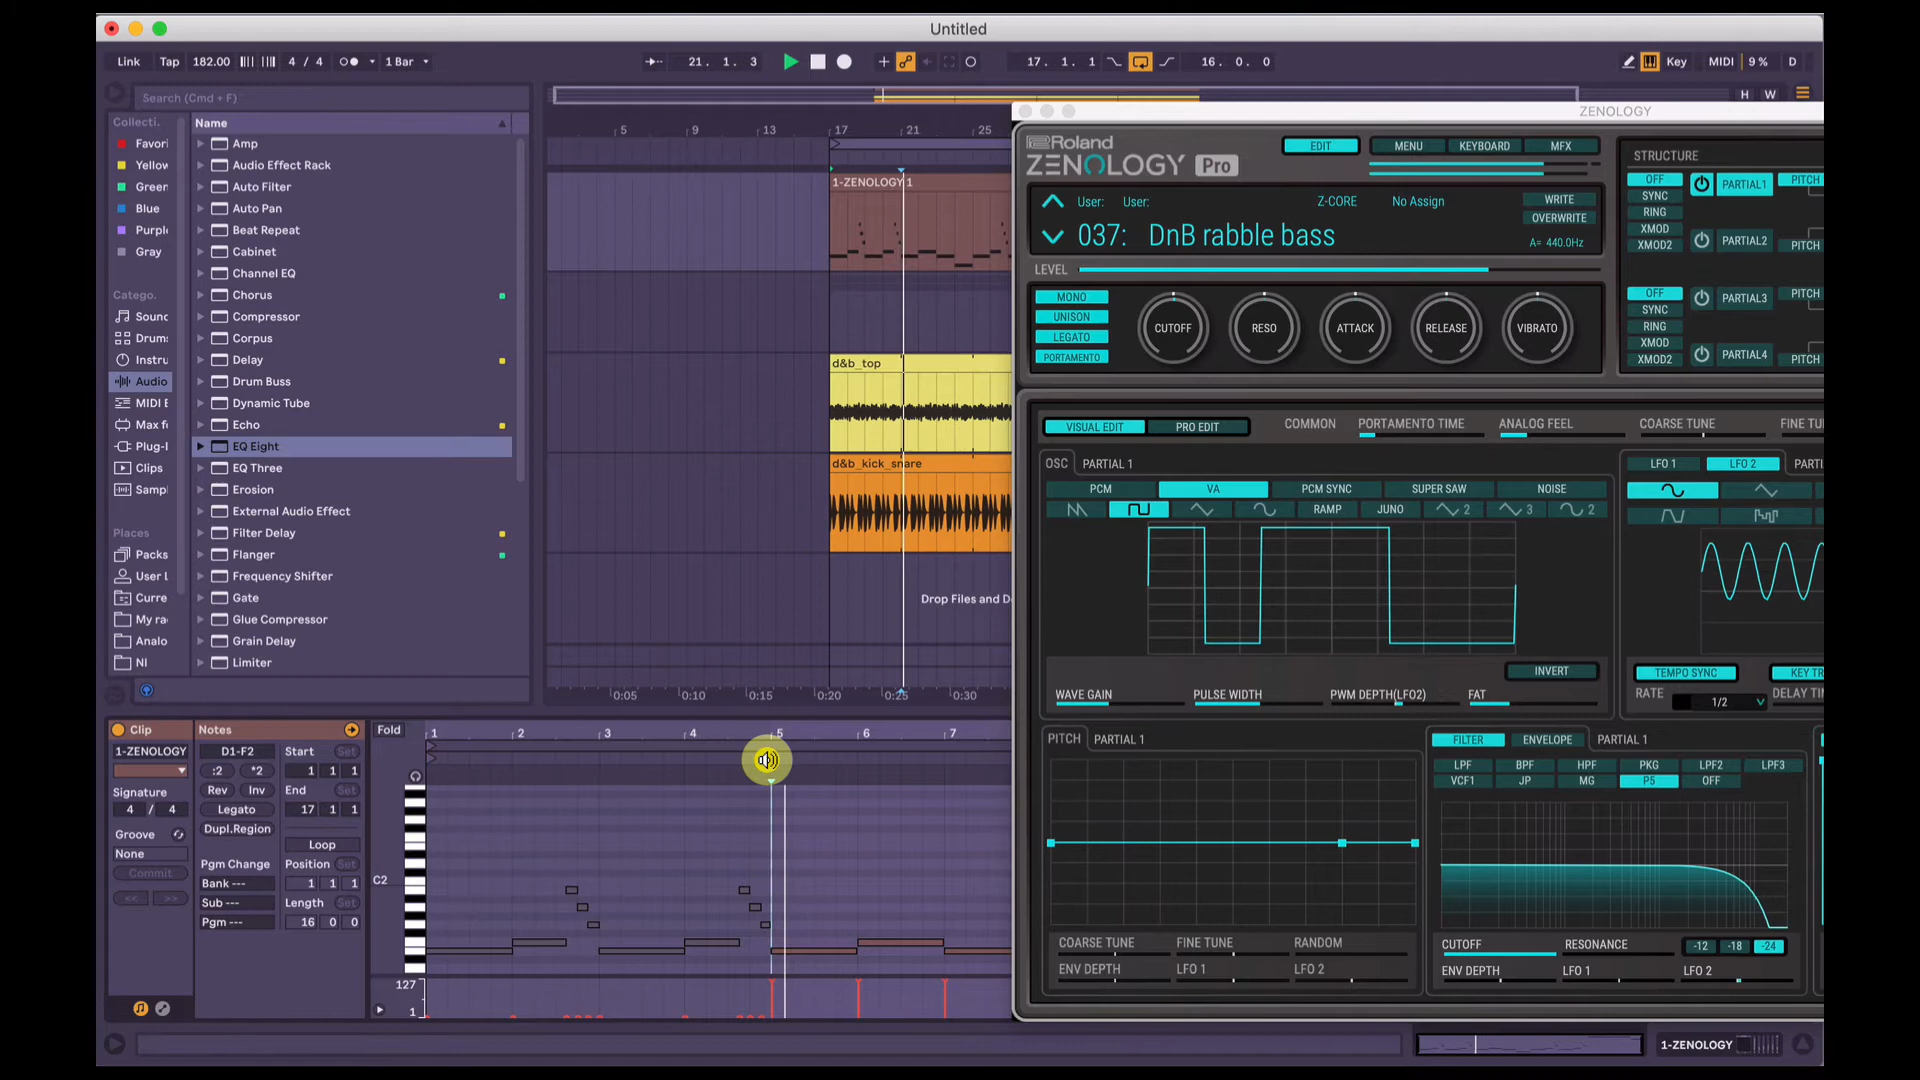 Untitled
Link Tap 182.00 4 / 4 1 Bar 21. 1. 3 17. 1. 1 16. 0. 0 Key MIDI 9 % D
Search (Cmd + F)
H W
Collecti.
Favori
Yellow
Green
Blue
Purpl
Gray
Catego.
Sounc
Drums
Instru
Audio
MIDI E
Max fo
Plug-I
Clips
Sampl
Places
Packs
User L
Curre
My ra
Analo
NI
Name
Amp
Audio Effect Rack
Auto Filter
Auto Pan
Beat Repeat
Cabinet
Channel EQ
Chorus
Compressor
Corpus
Delay
Drum Buss
Dynamic Tube
Echo
EQ Eight
EQ Three
Erosion
External Audio Effect
Filter Delay
Flanger
Frequency Shifter
Gate
Glue Compressor
Grain Delay
Limiter
5 9 13 17 21 25
1-ZENOLOGY 1
d&b_top
d&b_kick_snare
Drop Files and D
0:05 0:10 0:15 0:20 0:25 0:30
ZENOLOGY
Roland
ZENOLOGY Pro
EDIT MENU KEYBOARD MFX
User: User: Z-CORE No Assign WRITE
OVERWRITE
037: DnB rabble bass
A= 440.0Hz
LEVEL
MONO
UNISON
LEGATO
PORTAMENTO
CUTOFF RESO ATTACK RELEASE VIBRATO
STRUCTURE
OFF PARTIAL1 PITCH
SYNC
RING
XMOD PARTIAL2
XMOD2 PITCH
OFF PARTIAL3 PITCH
SYNC
RING
XMOD PARTIAL4
XMOD2 PITCH
VISUAL EDIT PRO EDIT COMMON PORTAMENTO TIME ANALOG FEEL COARSE TUNE FINE TU
OSC PARTIAL 1
PCM VA PCM SYNC SUPER SAW NOISE
RAMP JUNO 2 3 2
INVERT
WAVE GAIN PULSE WIDTH PWM DEPTH(LFO2) FAT
LFO 1 LFO 2 PARTI
TEMPO SYNC KEY TR
RATE 1/2 DELAY TIM
PITCH PARTIAL 1
COARSE TUNE FINE TUNE RANDOM
ENV DEPTH LFO 1 LFO 2
FILTER ENVELOPE PARTIAL 1
LPF BPF HPF PKG LPF2 LPF3
VCF1 JP MG P5 OFF
CUTOFF RESONANCE -12 -18 -24
ENV DEPTH LFO 1 LFO 2
Clip
1-ZENOLOGY
Signature
4 / 4
Groove
None
Commit
<< >>
Notes
D1-F2
:2 *2
Rev Inv
Legato
Dupl.Region
Pgm Change
Bank ---
Sub ---
Pgm ---
Start Set
1 1 1
End Set
17 1 1
Loop
Position Set
1 1 1
Length Set
16 0 0
Fold 1 2 3 4 5 6 7
C2
127
1
1-ZENOLOGY